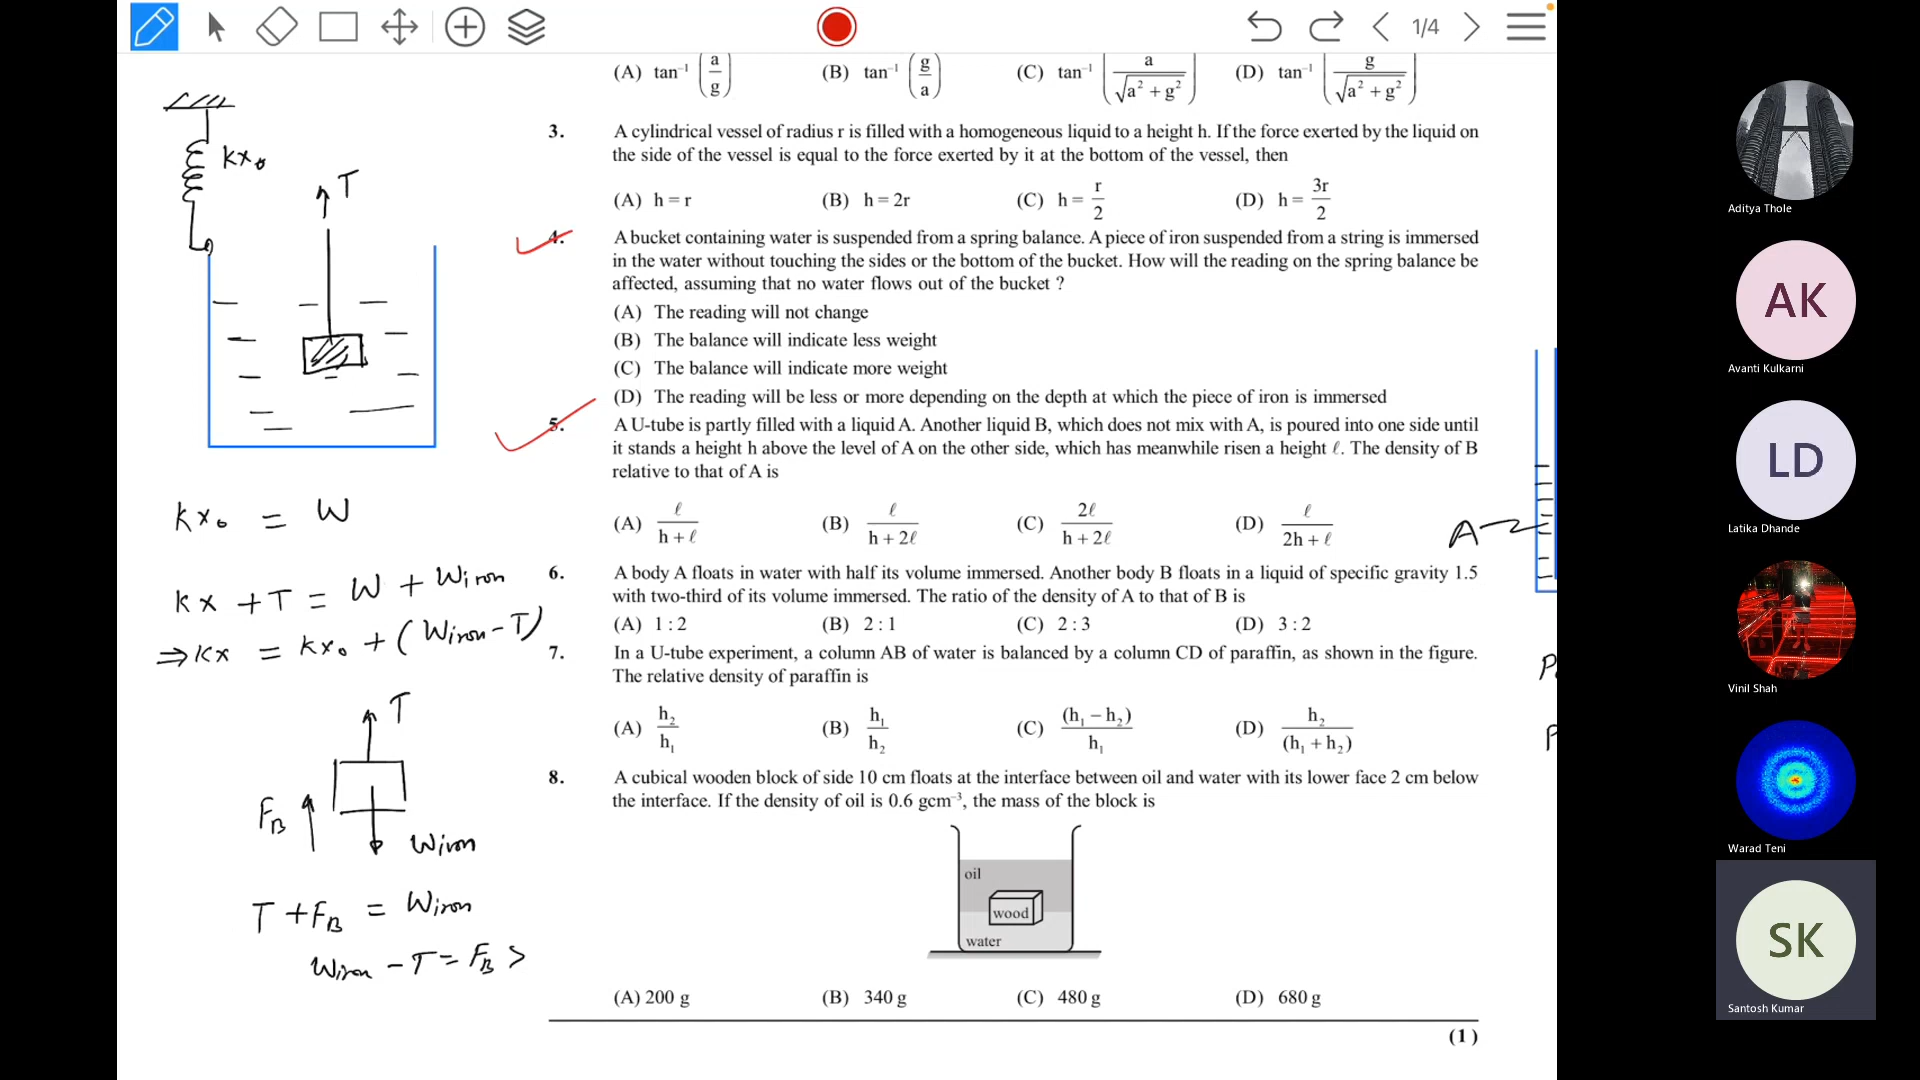 1/4
(A) tan⁻¹ (a/g) (B) tan⁻¹ (g/a) (C) tan⁻¹ (a/√(a² + g²)) (D) tan⁻¹ (g/√(a² + g²))
3. A cylindrical vessel of radius r is filled with a homogeneous liquid to a height h. If the force exerted by the liquid on
the side of the vessel is equal to the force exerted by it at the bottom of the vessel, then
(A) h = r (B) h = 2r (C) h = r/2 (D) h = 3r/2
4. A bucket containing water is suspended from a spring balance. A piece of iron suspended from a string is immersed
in the water without touching the sides or the bottom of the bucket. How will the reading on the spring balance be
affected, assuming that no water flows out of the bucket ?
(A) The reading will not change
(B) The balance will indicate less weight
(C) The balance will indicate more weight
(D) The reading will be less or more depending on the depth at which the piece of iron is immersed
5. A U-tube is partly filled with a liquid A. Another liquid B, which does not mix with A, is poured into one side until
it stands a height h above the level of A on the other side, which has meanwhile risen a height ℓ. The density of B
relative to that of A is
(A) ℓ/(h + ℓ) (B) ℓ/(h + 2ℓ) (C) 2ℓ/(h + 2ℓ) (D) ℓ/(2h + ℓ)
6. A body A floats in water with half its volume immersed. Another body B floats in a liquid of specific gravity 1.5
with two-third of its volume immersed. The ratio of the density of A to that of B is
(A) 1 : 2 (B) 2 : 1 (C) 2 : 3 (D) 3 : 2
7. In a U-tube experiment, a column AB of water is balanced by a column CD of paraffin, as shown in the figure.
The relative density of paraffin is
(A) h₂/h₁ (B) h₁/h₂ (C) (h₁ – h₂)/h₁ (D) h₂/(h₁ + h₂)
8. A cubical wooden block of side 10 cm floats at the interface between oil and water with its lower face 2 cm below
the interface. If the density of oil is 0.6 gcm⁻³, the mass of the block is
oil
wood
water
(A) 200 g (B) 340 g (C) 480 g (D) 680 g
(1)
kx₀
T
kx₀ = W
kx + T = W + Wiron
⇒ kx = kx₀ + (Wiron - T)
T
F_B
Wiron
T + F_B = Wiron
Wiron - T = F_B >
A
Aditya Thole
AK
Avanti Kulkarni
LD
Latika Dhande
Vinil Shah
Warad Teni
SK
Santosh Kumar